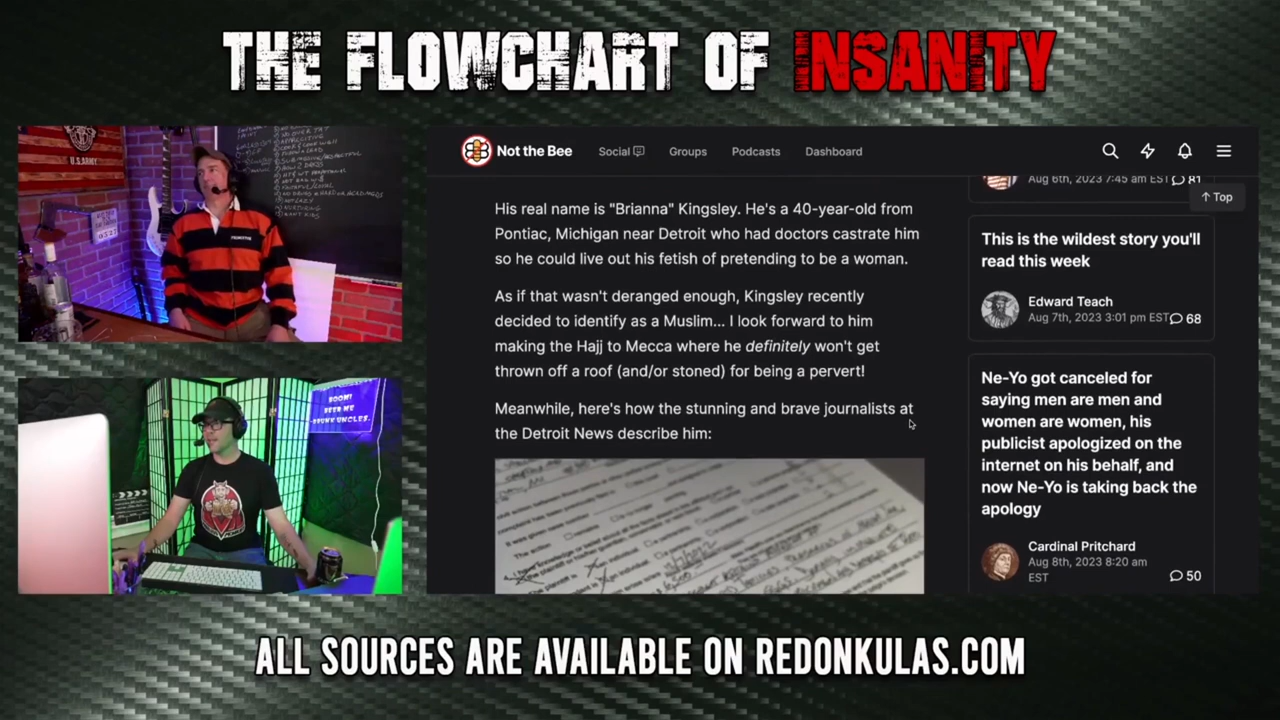 THE FLOWCHART OF INSANITY
U.S. ARMY
BOOM!
BEER ME
DRUNK UNCLES.
Not the Bee
Social
Groups
Podcasts
Dashboard
His real name is "Brianna" Kingsley. He's a 40-year-old from
Pontiac, Michigan near Detroit who had doctors castrate him
so he could live out his fetish of pretending to be a woman.
As if that wasn't deranged enough, Kingsley recently
decided to identify as a Muslim... I look forward to him
making the Hajj to Mecca where he definitely won't get
thrown off a roof (and/or stoned) for being a pervert!
Meanwhile, here's how the stunning and brave journalists at
the Detroit News describe him:
Aug 6th, 2023 7:45 am EST 81
↑ Top
This is the wildest story you'll
read this week
Edward Teach
Aug 7th, 2023 3:01 pm EST 68
Ne-Yo got canceled for
saying men are men and
women are women, his
publicist apologized on the
internet on his behalf, and
now Ne-Yo is taking back the
apology
Cardinal Pritchard
Aug 8th, 2023 8:20 am
EST 50
ALL SOURCES ARE AVAILABLE ON REDONKULAS.COM